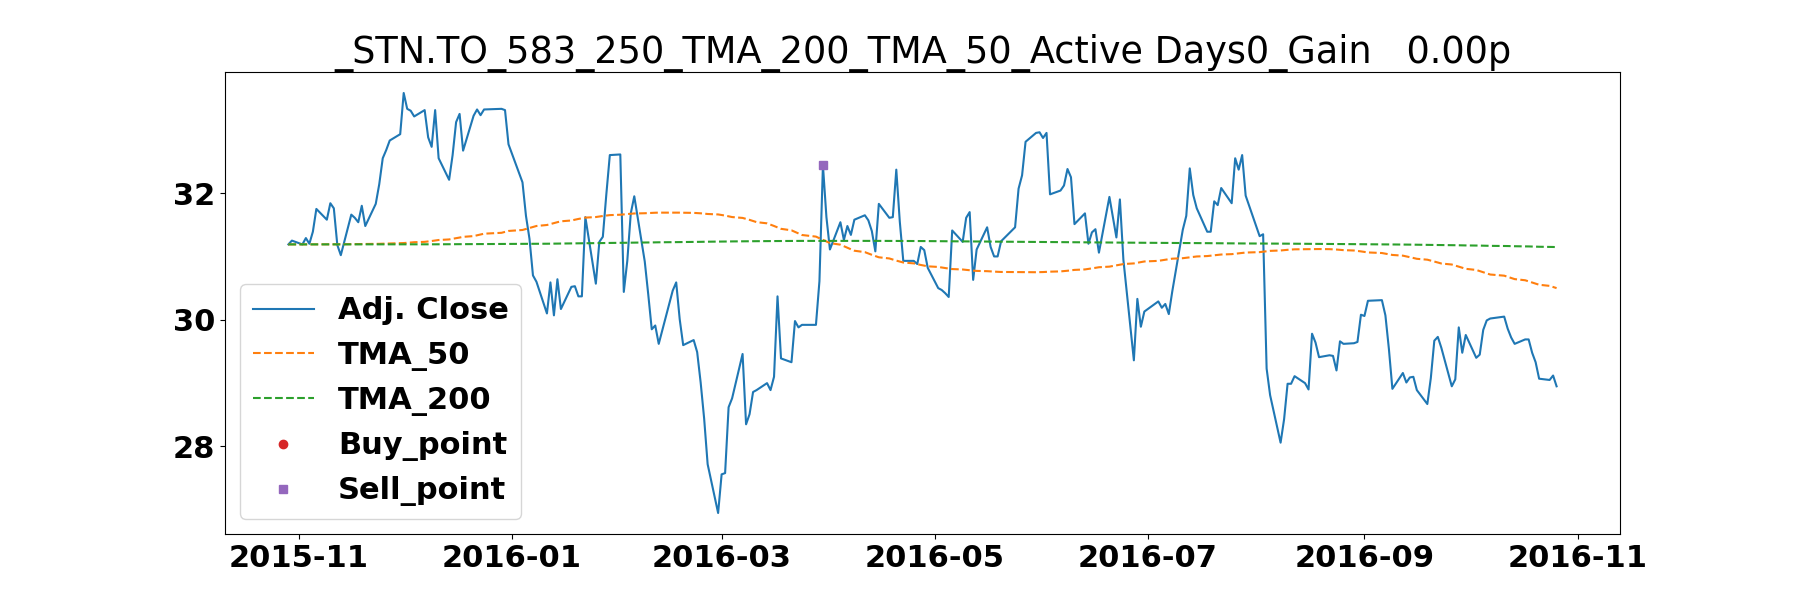 _STN.TO_583_250_TMA_200_TMA_50_Active Days0_Gain   0.00p
32
30
28
Adj. Close
TMA_50
TMA_200
Buy_point
Sell_point
2015-11 2016-01 2016-03 2016-05 2016-07 2016-09 2016-11